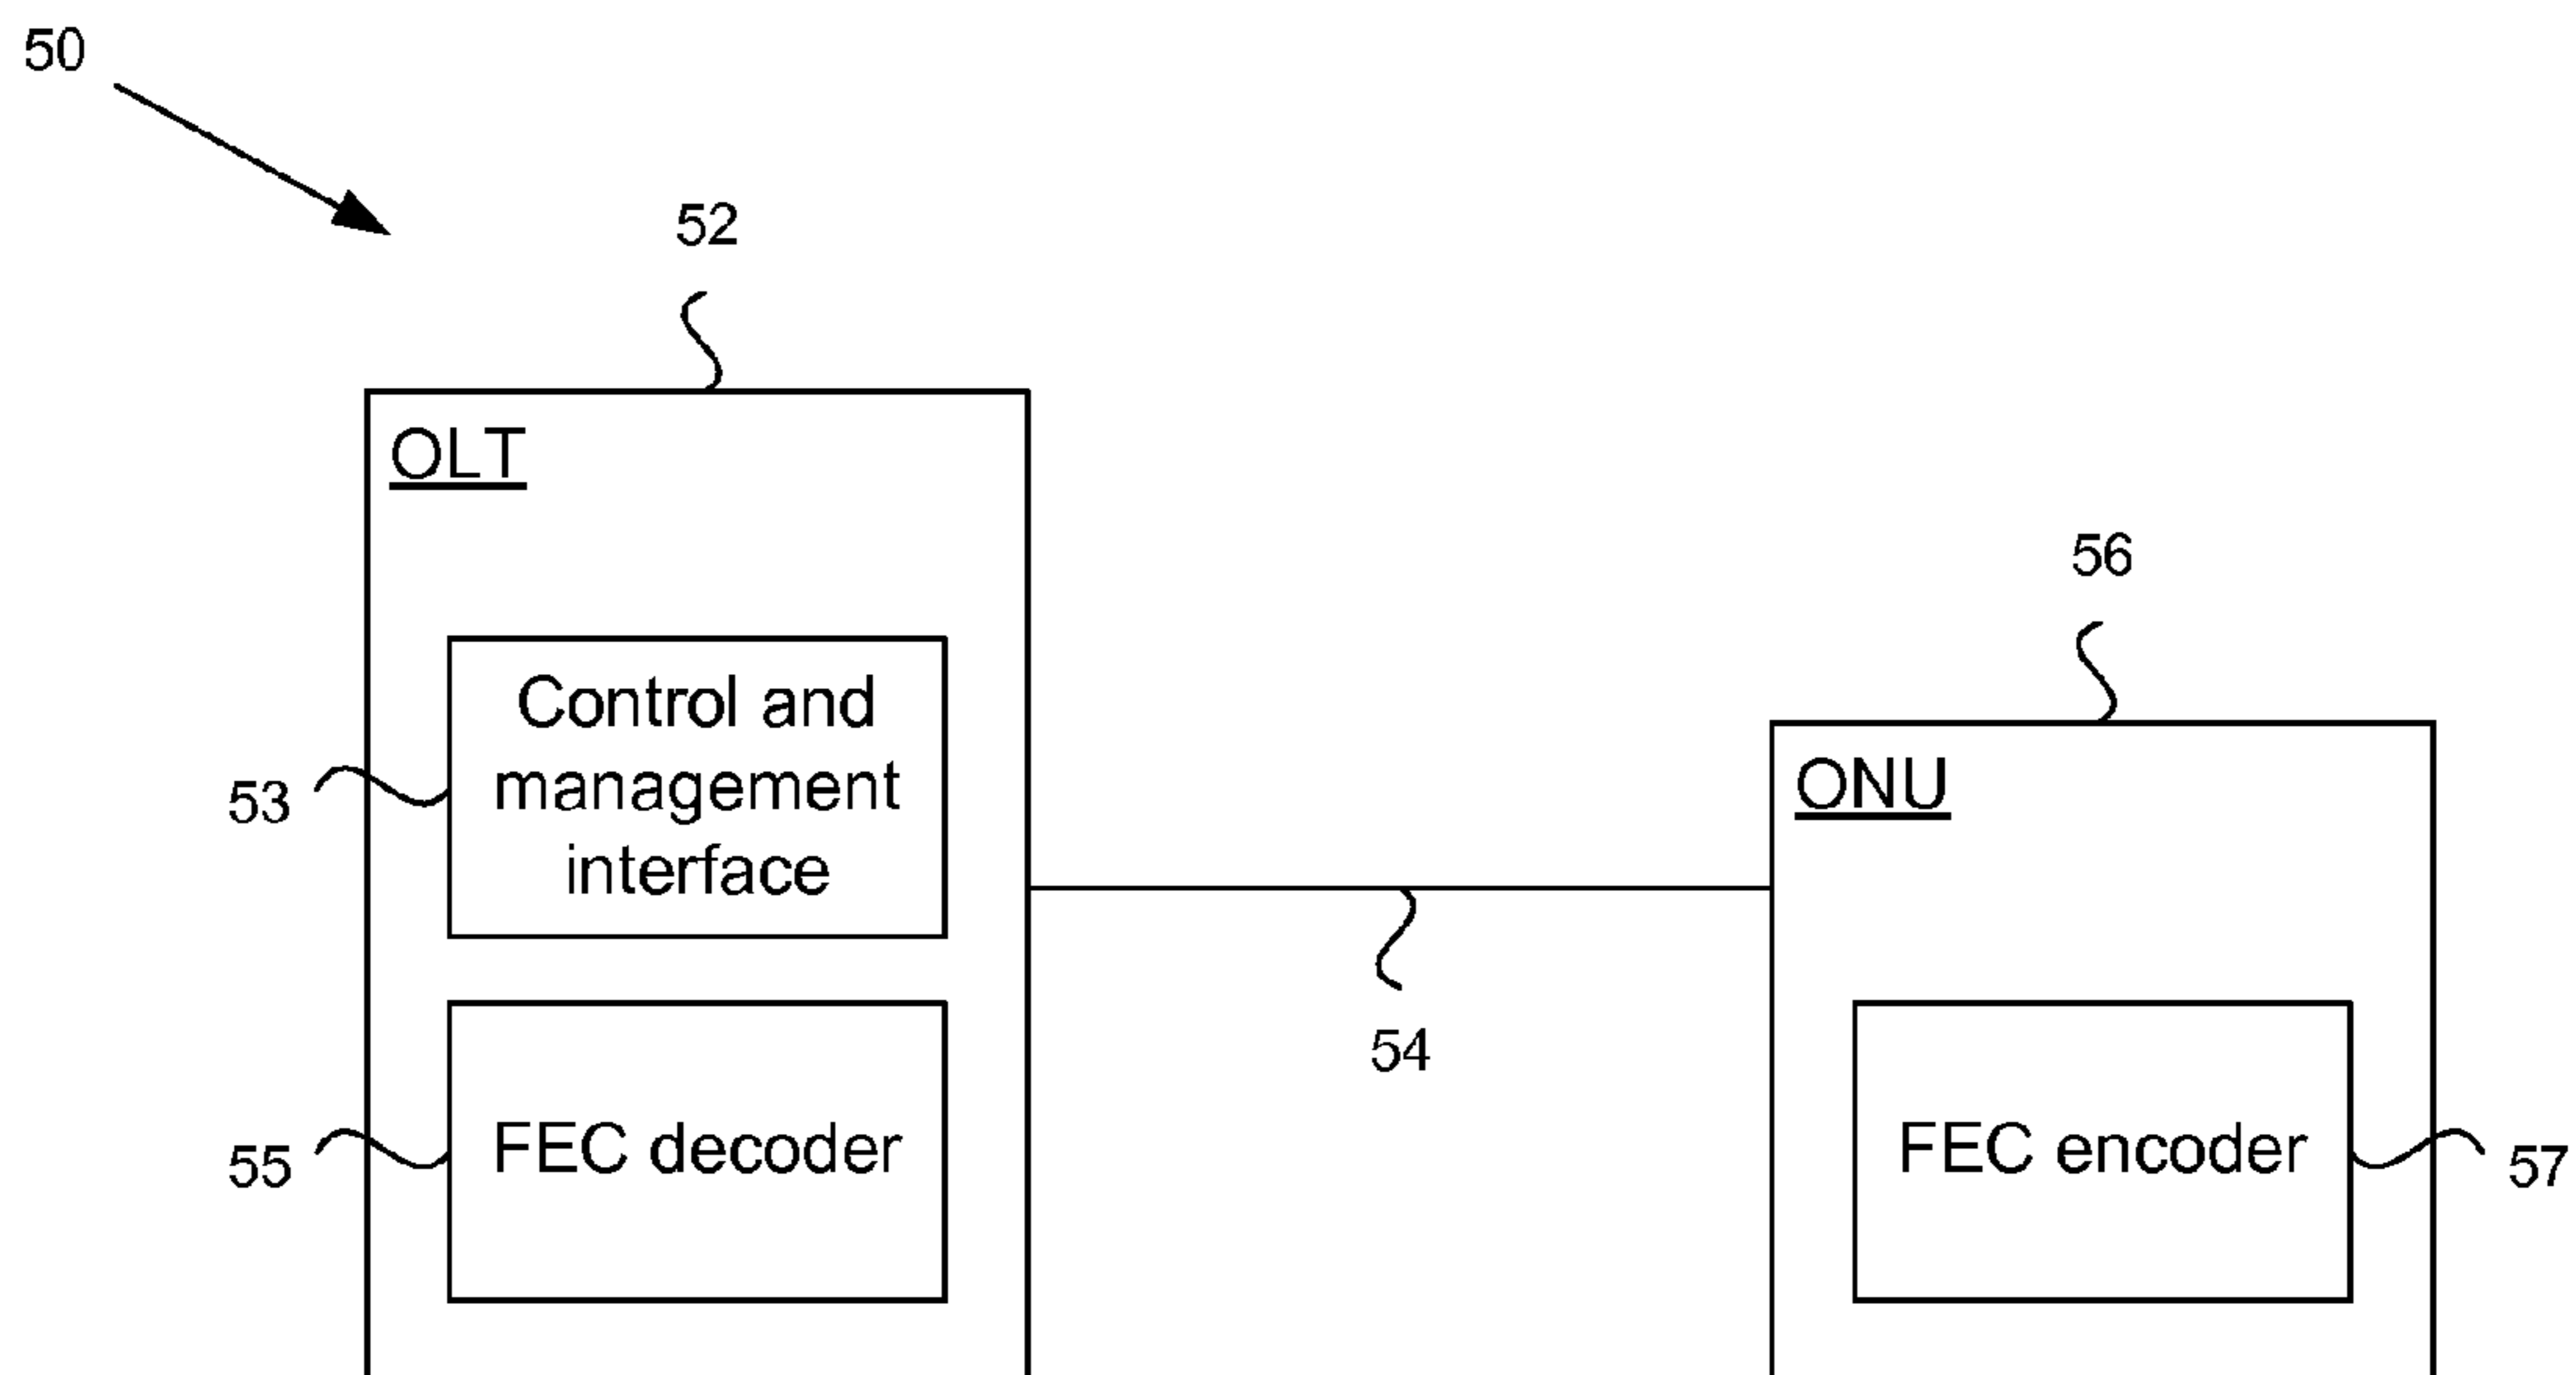 50
52
OLT
56
Control and
management
interface
53
ONU
54
FEC decoder
55
FEC encoder
57